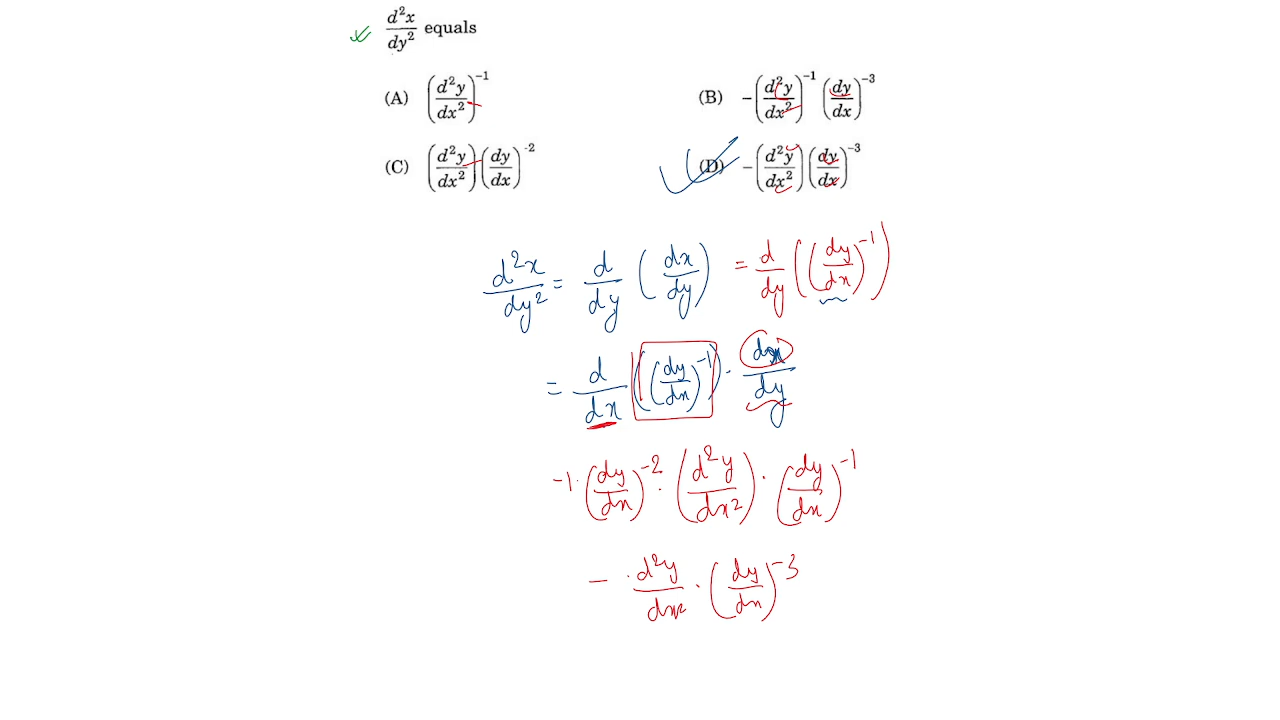 d²x/dy² equals
(A) (d²y/dx²)⁻¹ (B) −(d²y/dx²)⁻¹ (dy/dx)⁻³
(C) (d²y/dx²) (dy/dx)⁻² (D) −(d²y/dx²) (dy/dx)⁻³
d²x/dy² = d/dy (dx/dy) = d/dy ((dy/dx)⁻¹)
= d/dx ((dy/dx)⁻¹) · dx/dy
−1 · (dy/dx)⁻² · (d²y/dx²) · (dy/dx)⁻¹
− · d²y/dx² · (dy/dx)⁻³